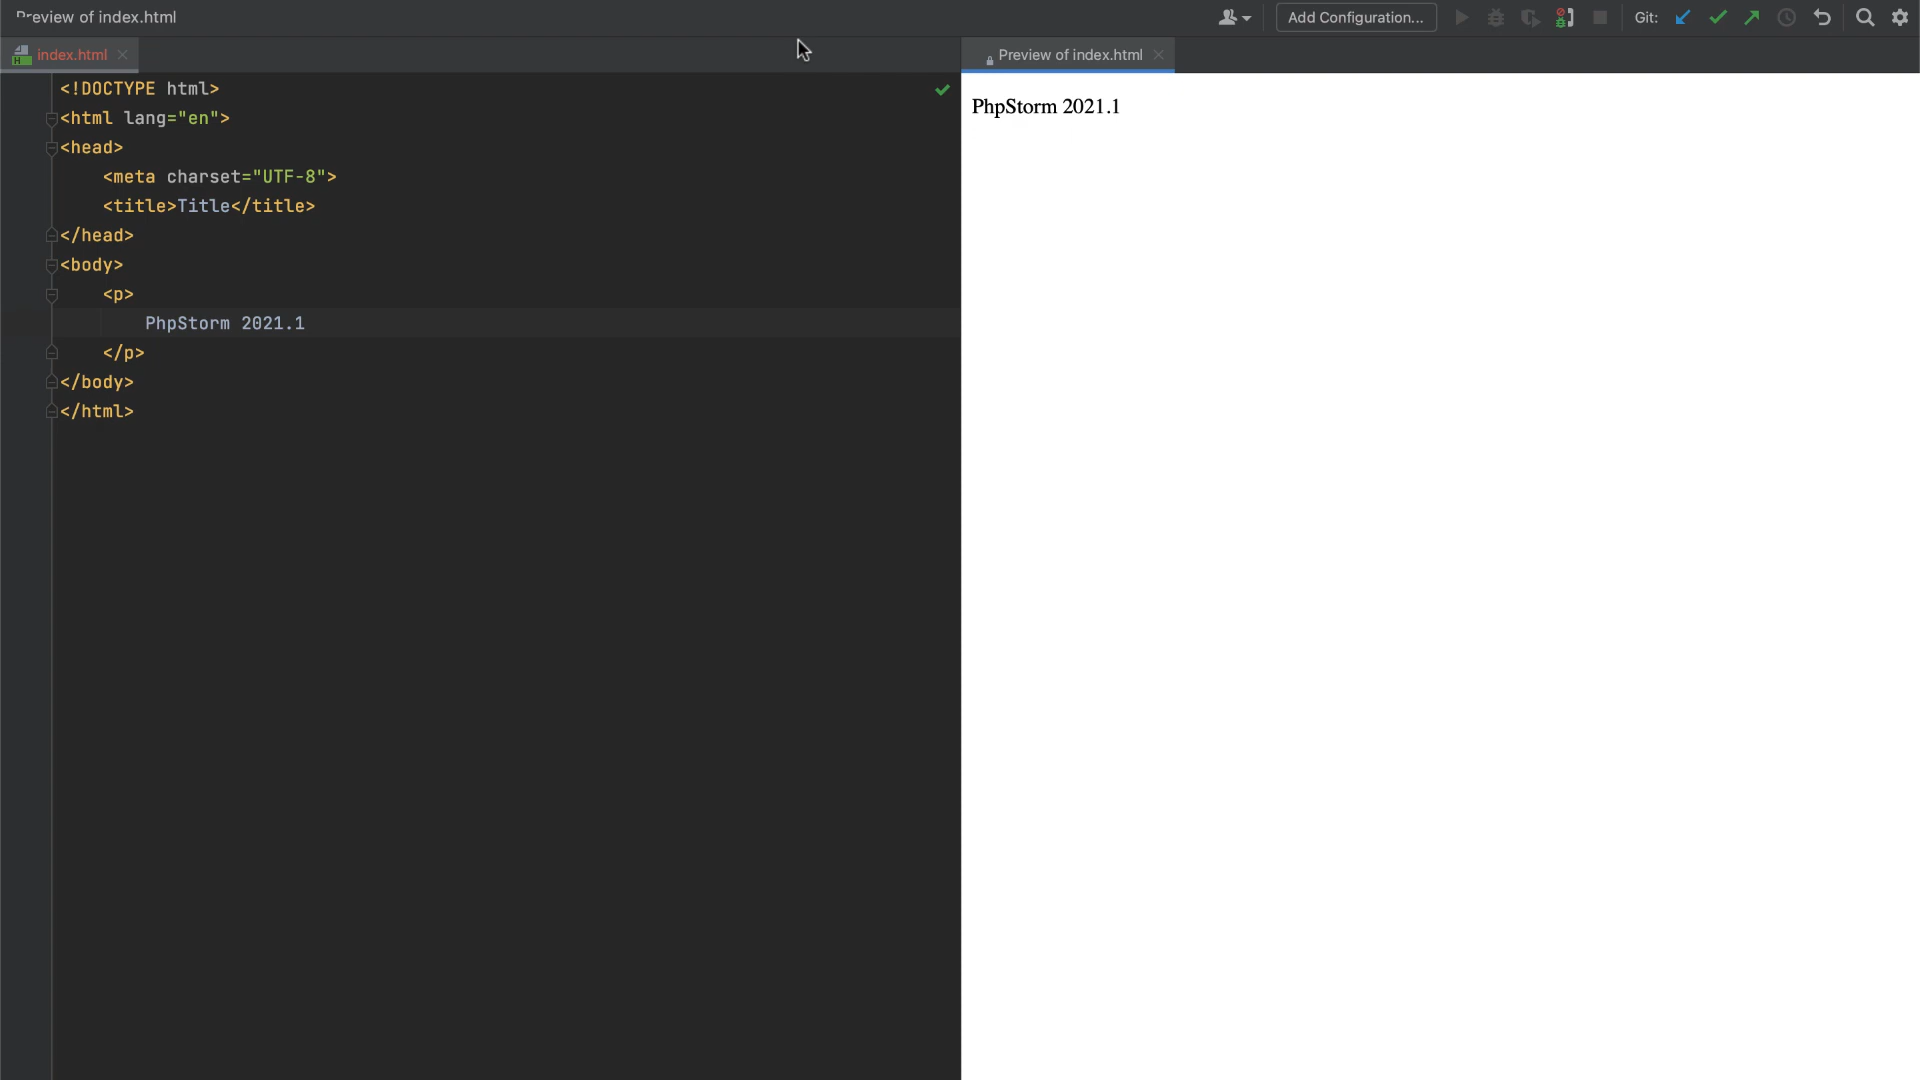 Preview of index.html
Add Configuration...
Git:
index.html
Preview of index.html
<!DOCTYPE html>
<html lang="en">
<head>
    <meta charset="UTF-8">
    <title>Title</title>
</head>
<body>
    <p>
        PhpStorm 2021.1
    </p>
</body>
</html>
PhpStorm 2021.1